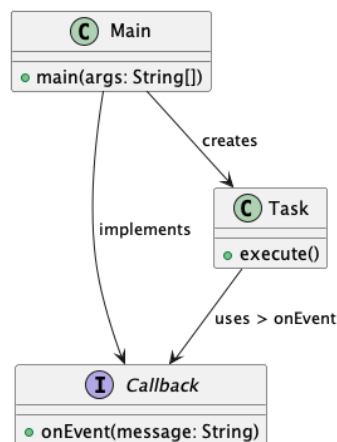 C Main
main(args: String[])
creates
C Task
implements
execute()
uses > onEvent
I Callback
onEvent(message: String)